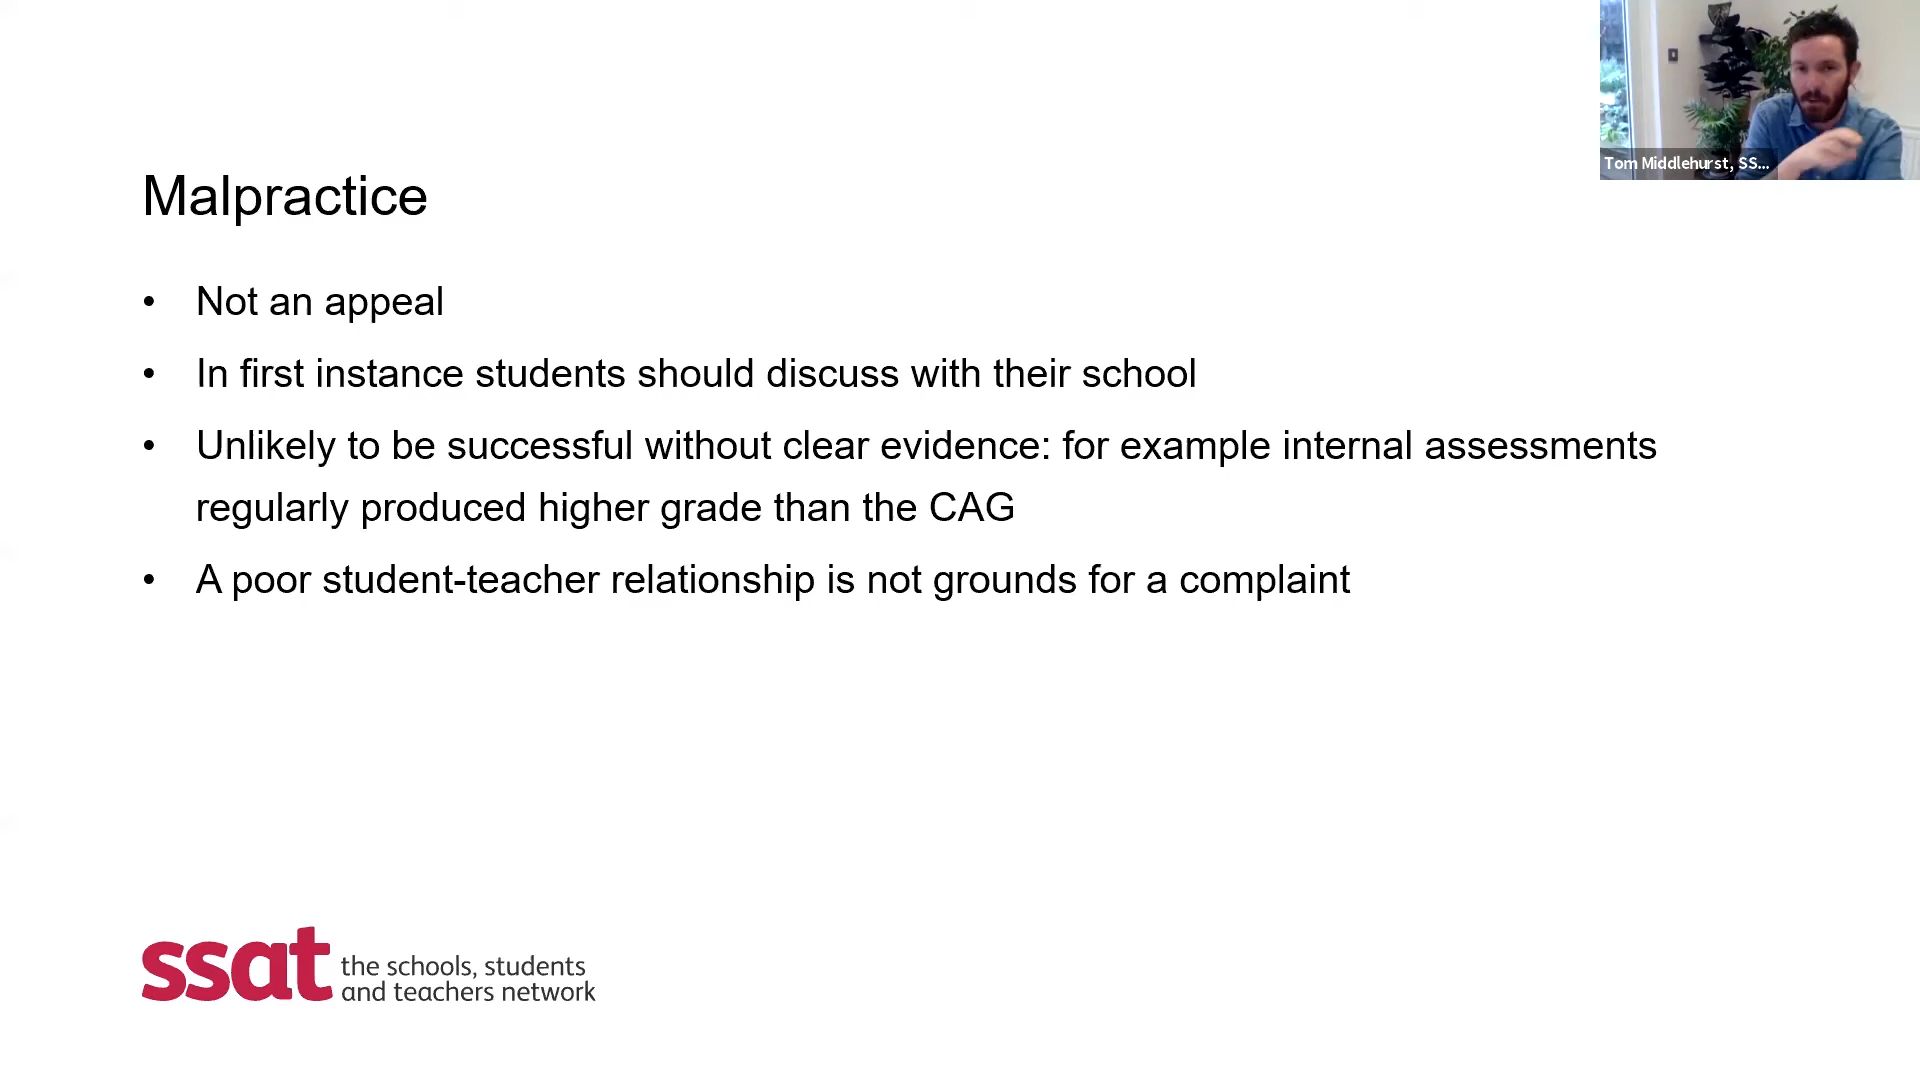 Tom Middlehurst, SS...
Malpractice
• Not an appeal
• In first instance students should discuss with their school
• Unlikely to be successful without clear evidence: for example internal assessments
regularly produced higher grade than the CAG
• A poor student-teacher relationship is not grounds for a complaint
ssat the schools, students
and teachers network